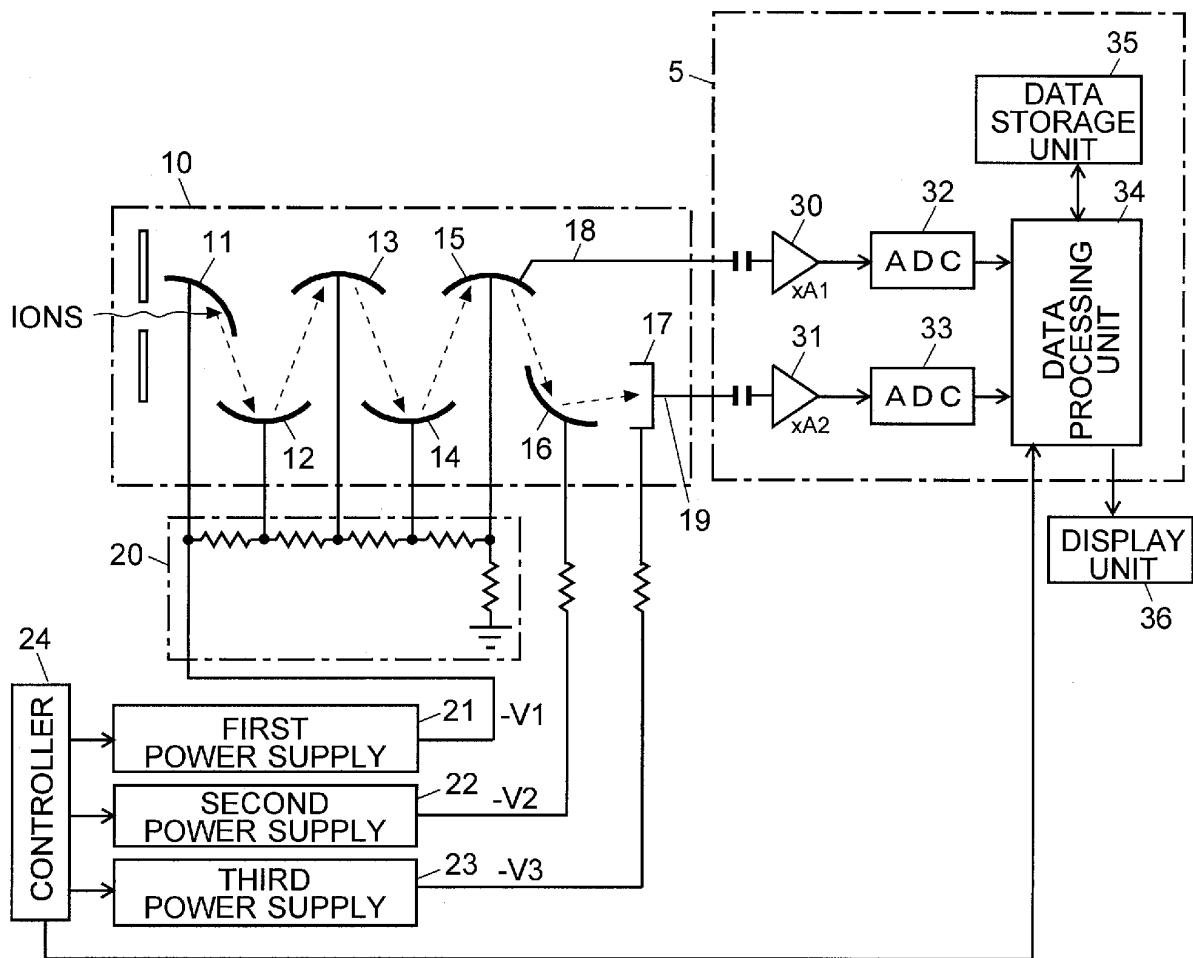 5
35
DATA
STORAGE
UNIT
10
30
32
34
11
13
15
18
ADC
xA1
IONS
17
31
33
DATA
PROCESSING
UNIT
ADC
xA2
12
14
16
19
20
DISPLAY
UNIT
36
24
CONTROLLER
21
-V1
FIRST
POWER SUPPLY
22
-V2
SECOND
POWER SUPPLY
23
-V3
THIRD
POWER SUPPLY